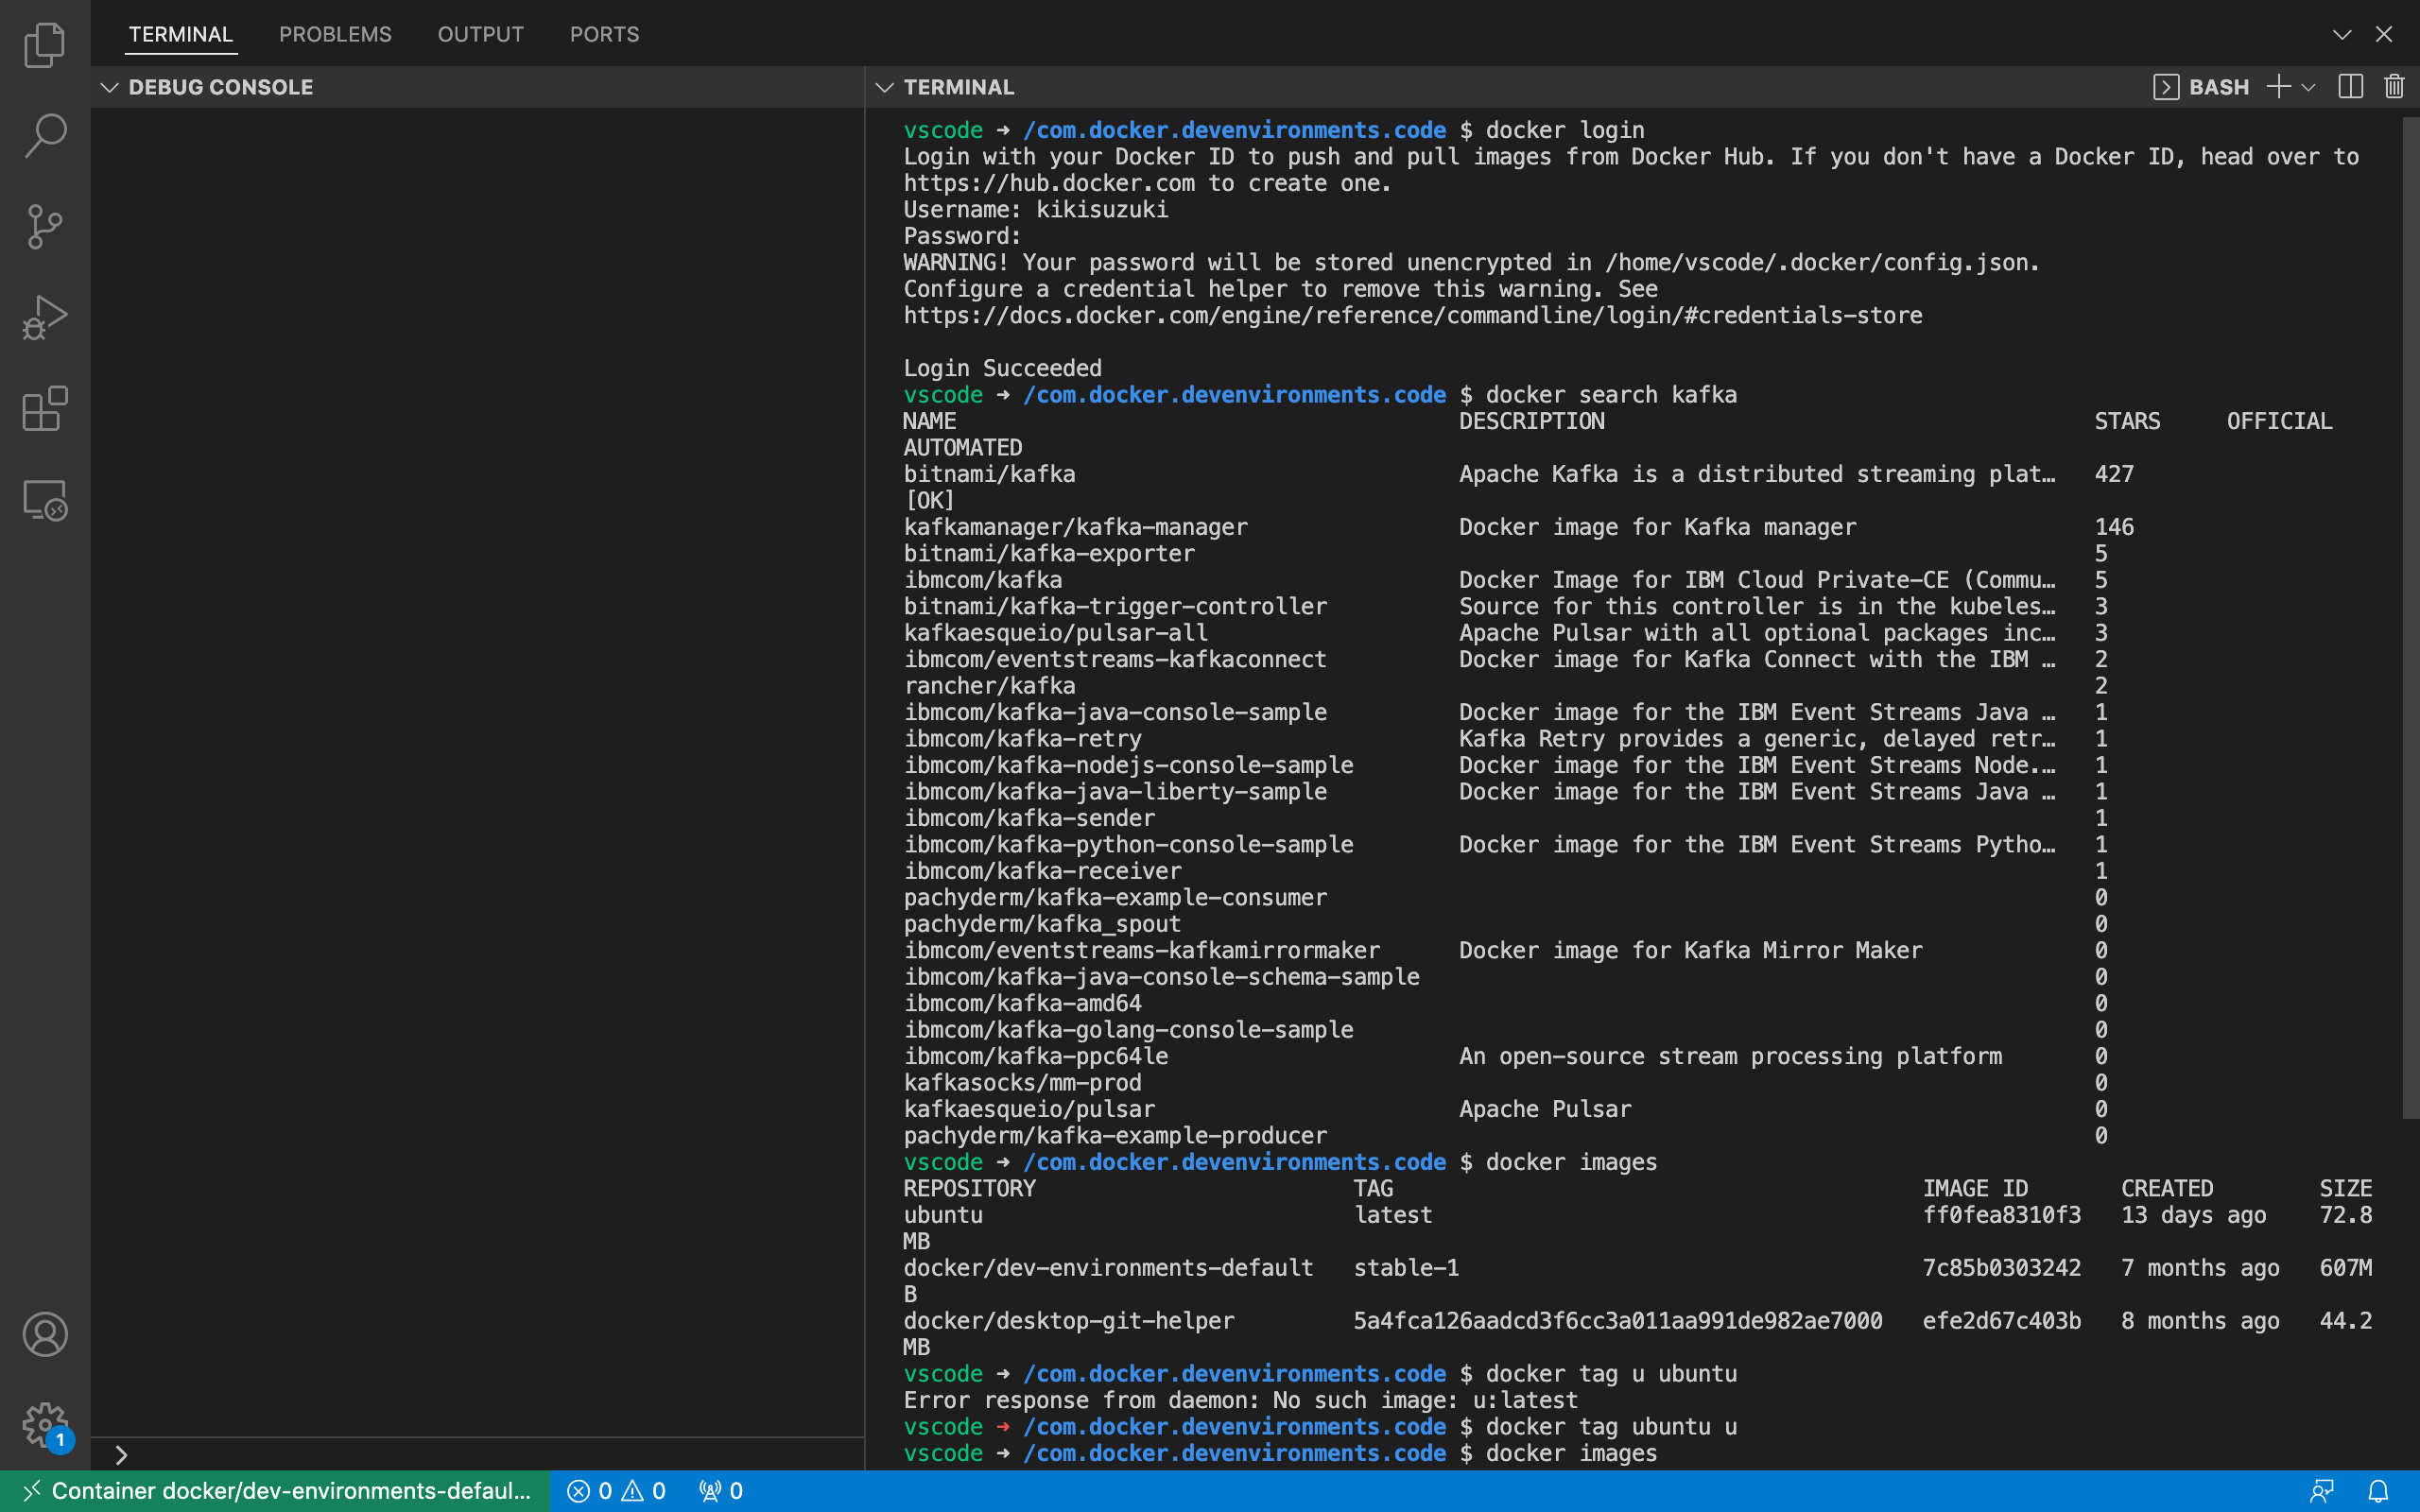 TERMINAL PROBLEMS OUTPUT PORTS
DEBUG CONSOLE
TERMINAL BASH
vscode ➜ /com.docker.devenvironments.code $ docker login
Login with your Docker ID to push and pull images from Docker Hub. If you don't have a Docker ID, head over to
https://hub.docker.com to create one.
Username: kikisuzuki
Password:
WARNING! Your password will be stored unencrypted in /home/vscode/.docker/config.json.
Configure a credential helper to remove this warning. See
https://docs.docker.com/engine/reference/commandline/login/#credentials-store
Login Succeeded
vscode ➜ /com.docker.devenvironments.code $ docker search kafka
NAME DESCRIPTION STARS OFFICIAL
AUTOMATED
bitnami/kafka Apache Kafka is a distributed streaming plat… 427
[OK]
kafkamanager/kafka-manager Docker image for Kafka manager 146
bitnami/kafka-exporter 5
ibmcom/kafka Docker Image for IBM Cloud Private-CE (Commu… 5
bitnami/kafka-trigger-controller Source for this controller is in the kubeles… 3
kafkaesqueio/pulsar-all Apache Pulsar with all optional packages inc… 3
ibmcom/eventstreams-kafkaconnect Docker image for Kafka Connect with the IBM … 2
rancher/kafka 2
ibmcom/kafka-java-console-sample Docker image for the IBM Event Streams Java … 1
ibmcom/kafka-retry Kafka Retry provides a generic, delayed retr… 1
ibmcom/kafka-nodejs-console-sample Docker image for the IBM Event Streams Node.… 1
ibmcom/kafka-java-liberty-sample Docker image for the IBM Event Streams Java … 1
ibmcom/kafka-sender 1
ibmcom/kafka-python-console-sample Docker image for the IBM Event Streams Pytho… 1
ibmcom/kafka-receiver 1
pachyderm/kafka-example-consumer 0
pachyderm/kafka_spout 0
ibmcom/eventstreams-kafkamirrormaker Docker image for Kafka Mirror Maker 0
ibmcom/kafka-java-console-schema-sample 0
ibmcom/kafka-amd64 0
ibmcom/kafka-golang-console-sample 0
ibmcom/kafka-ppc64le An open-source stream processing platform 0
kafkasocks/mm-prod 0
kafkaesqueio/pulsar Apache Pulsar 0
pachyderm/kafka-example-producer 0
vscode ➜ /com.docker.devenvironments.code $ docker images
REPOSITORY TAG IMAGE ID CREATED SIZE
ubuntu latest ff0fea8310f3 13 days ago 72.8
MB
docker/dev-environments-default stable-1 7c85b0303242 7 months ago 607M
B
docker/desktop-git-helper 5a4fca126aadcd3f6cc3a011aa991de982ae7000 efe2d67c403b 8 months ago 44.2
MB
vscode ➜ /com.docker.devenvironments.code $ docker tag u ubuntu
Error response from daemon: No such image: u:latest
vscode ➜ /com.docker.devenvironments.code $ docker tag ubuntu u
vscode ➜ /com.docker.devenvironments.code $ docker images
1
Container docker/dev-environments-defaul... 0 0 0